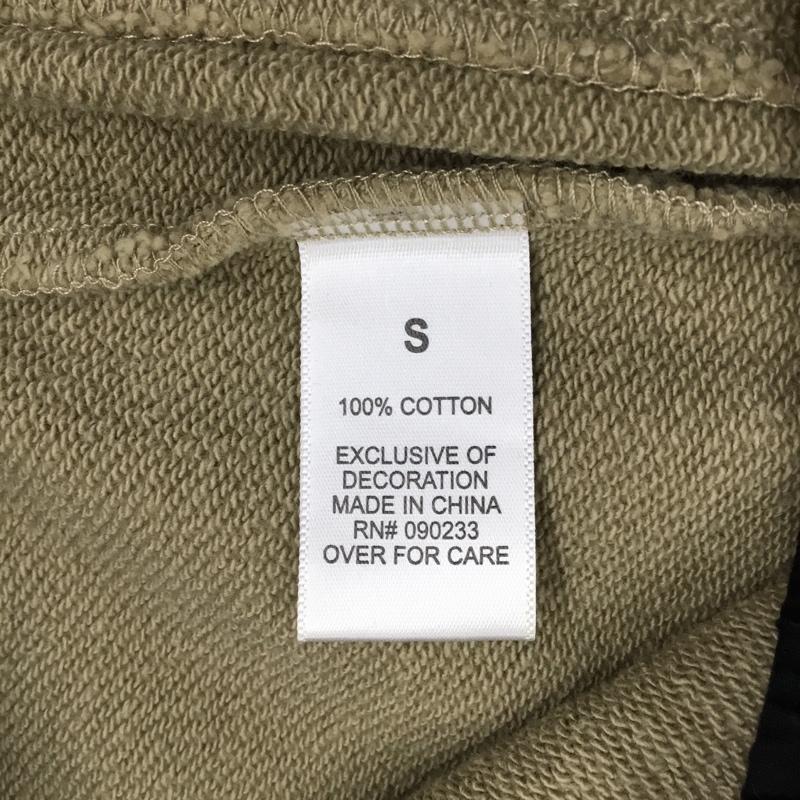 S
100% COTTON
EXCLUSIVE OF
DECORATION
MADE IN CHINA
RN# 090233
OVER FOR CARE